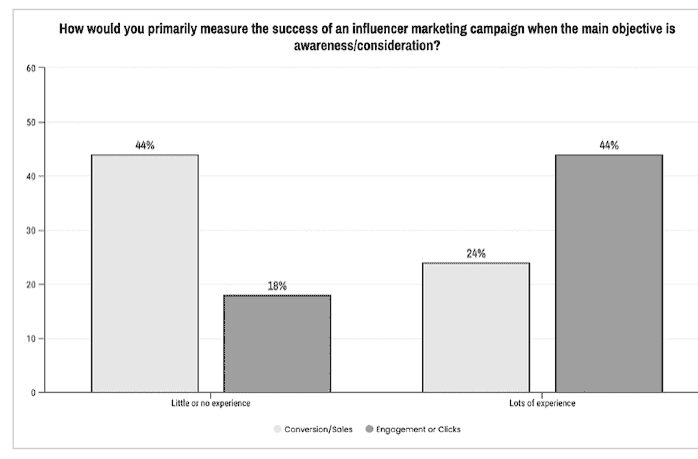 How would you primarily measure the success of an influencer marketing campaign when the main objective is
awareness/consideration?
60
50
40
30
20
10
0
44%
18%
24%
44%
Little or no experience
Lots of experience
Conversion/Sales
Engagement or Clicks